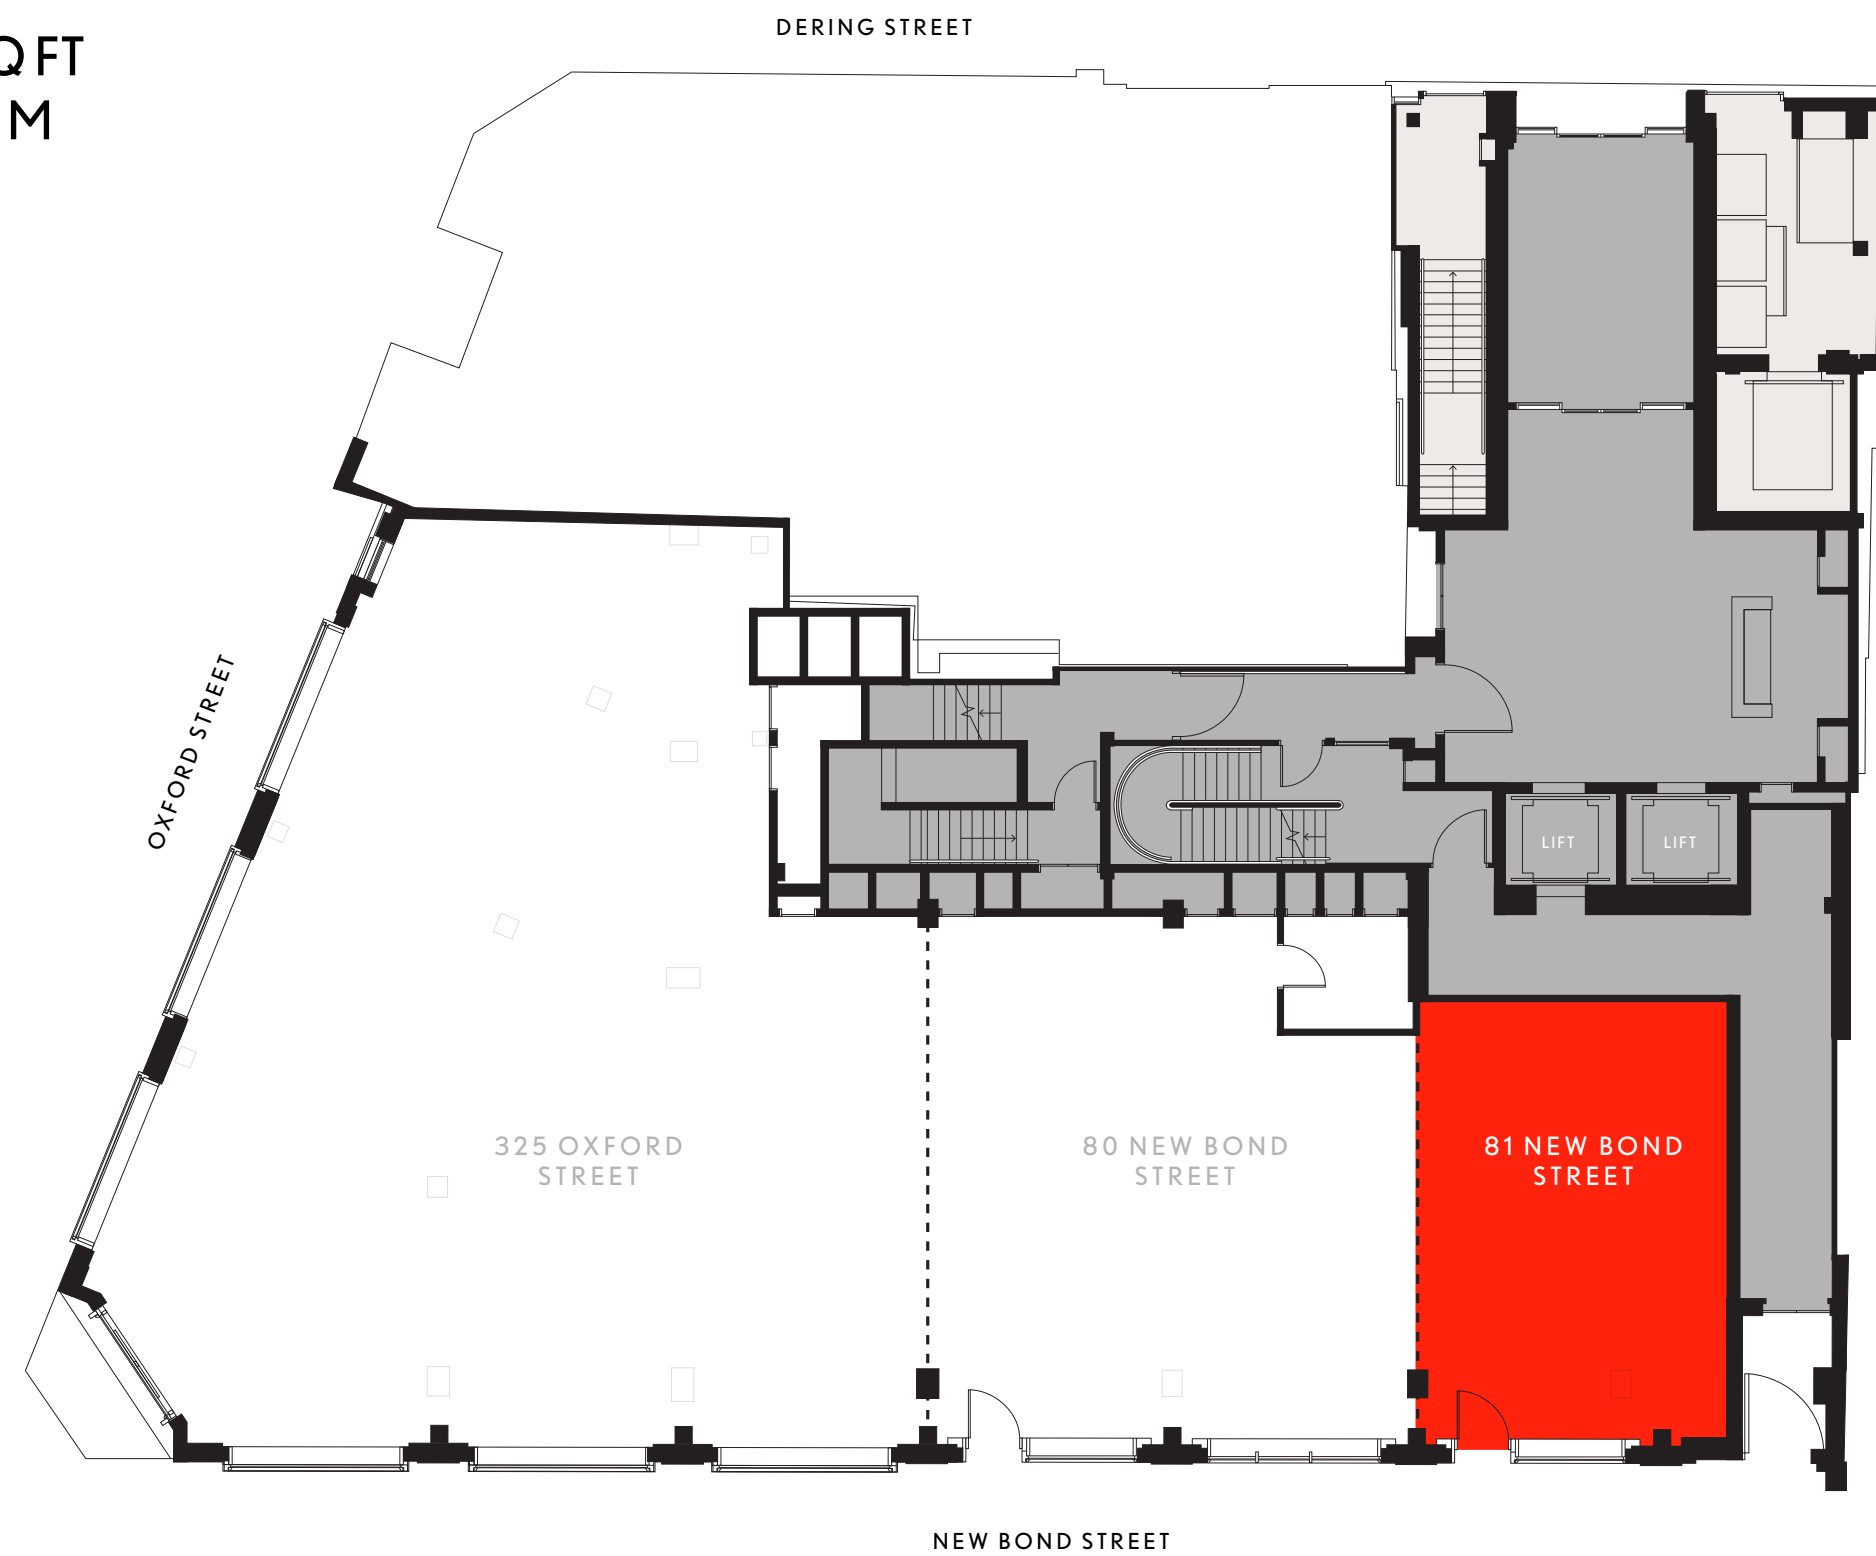 DERING STREET
QFT
M
OXFORD STREET
LIFT
LIFT
325 OXFORD
STREET
80 NEW BOND
STREET
81 NEW BOND
STREET
NEW BOND STREET